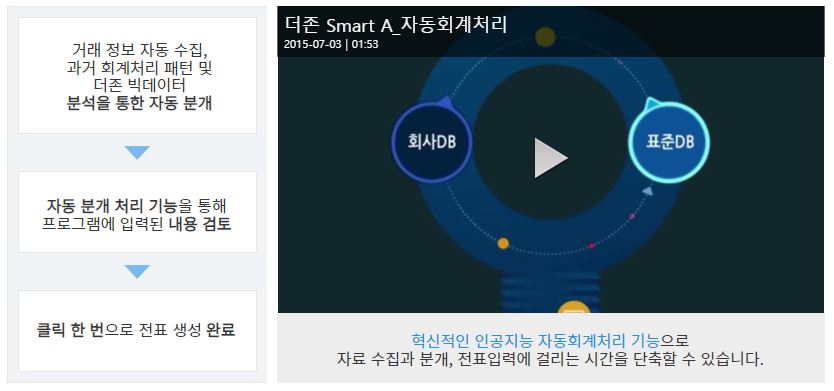 거래 정보 자동 수집,
과거 회계처리 패턴 및
더존 빅데이터
분석을 통한 자동 분개
자동 분개 처리 기능을 통해
프로그램에 입력된 내용 검토
클릭 한 번으로 전표 생성 완료
더존 Smart A_자동회계처리
2015-07-03 | 01:53
회사DB
표준DB
혁신적인 인공지능 자동회계처리 기능으로
자료 수집과 분개, 전표입력에 걸리는 시간을 단축할 수 있습니다.